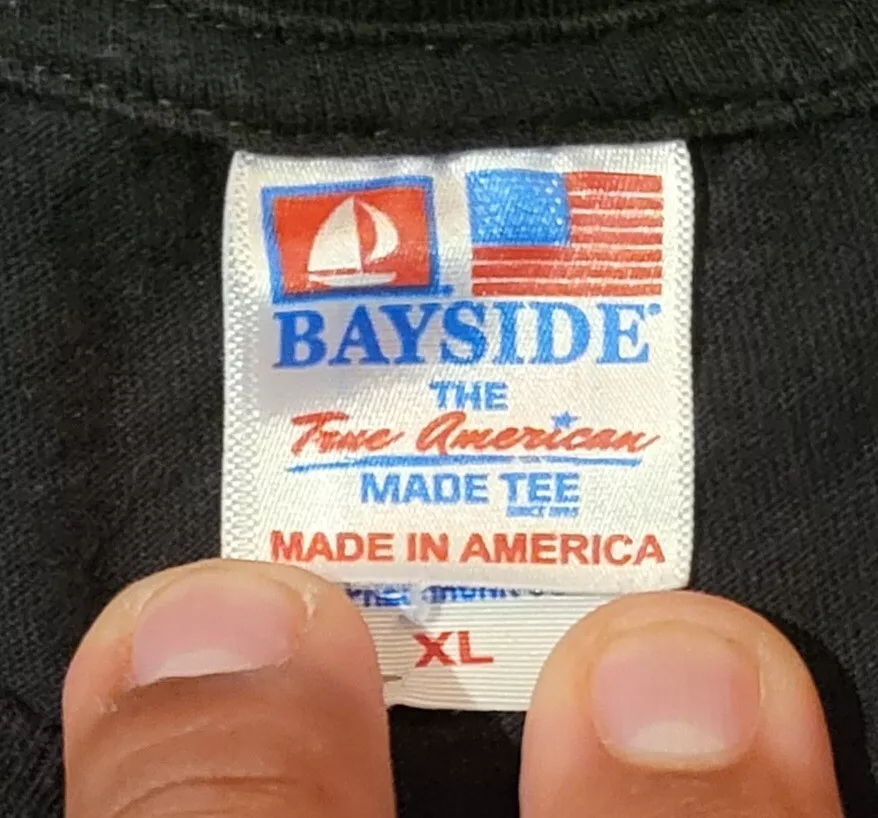 BAYSIDE
THE
True American
MADE TEE
MADE IN AMERICA
XL